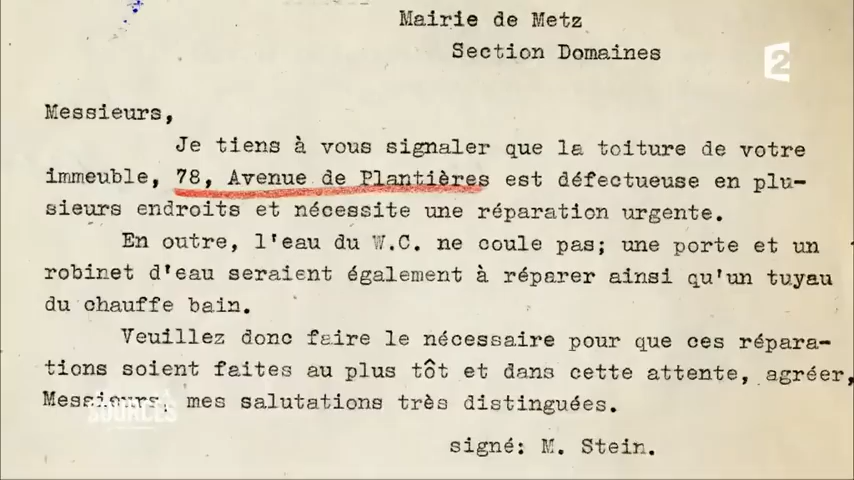 Mairie de Metz
Section Domaines
2
Messieurs,
Je tiens à vous signaler que la toiture de votre
immeuble, 78, Avenue de Plantières est défectueuse en plu-
sieurs endroits et nécessite une réparation urgente.
En outre, l'eau du W.C. ne coule pas; une porte et un
robinet d'eau seraient également à réparer ainsi qu'un tuyau
du chauffe bain.
Veuillez donc faire le nécessaire pour que ces répara-
tions soient faites au plus tôt et dans cette attente, agréer,
Messieurs, mes salutations très distinguées.
SOURCES
signé: M. Stein.